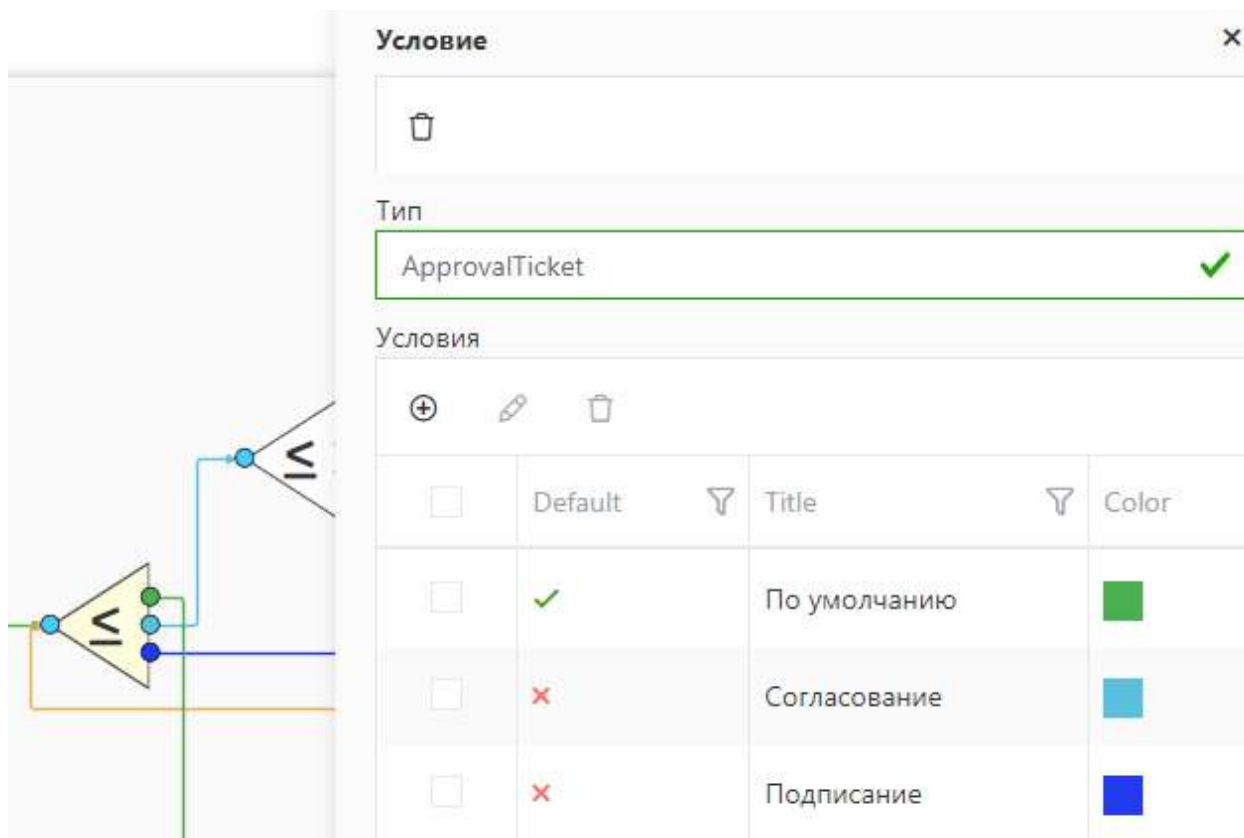 Условие
Тип
ApprovalTicket
Условия
Default Title Color
По умолчанию
Согласование
Подписание
≤
≤